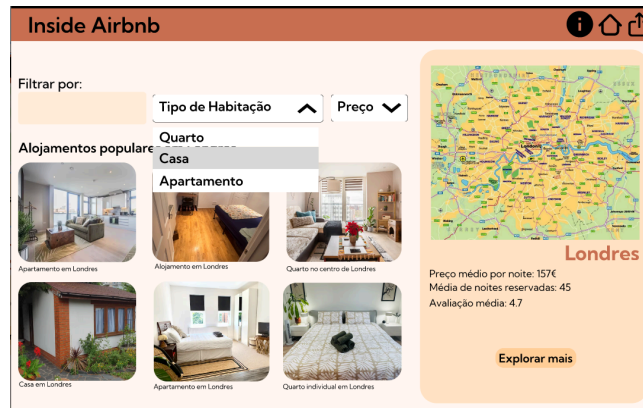 Inside Airbnb
Filtrar por:
Tipo de Habitação
Preço
Quarto
Casa
Apartamento
Alojamentos populare
Apartamento em Londres
Alojamento em Londres
Quarto no centro de Londres
Casa em Londres
Apartamento em Londres
Quarto individual em Londres
London
Londres
Preço médio por noite: 157€
Média de noites reservadas: 45
Avaliação média: 4.7
Explorar mais